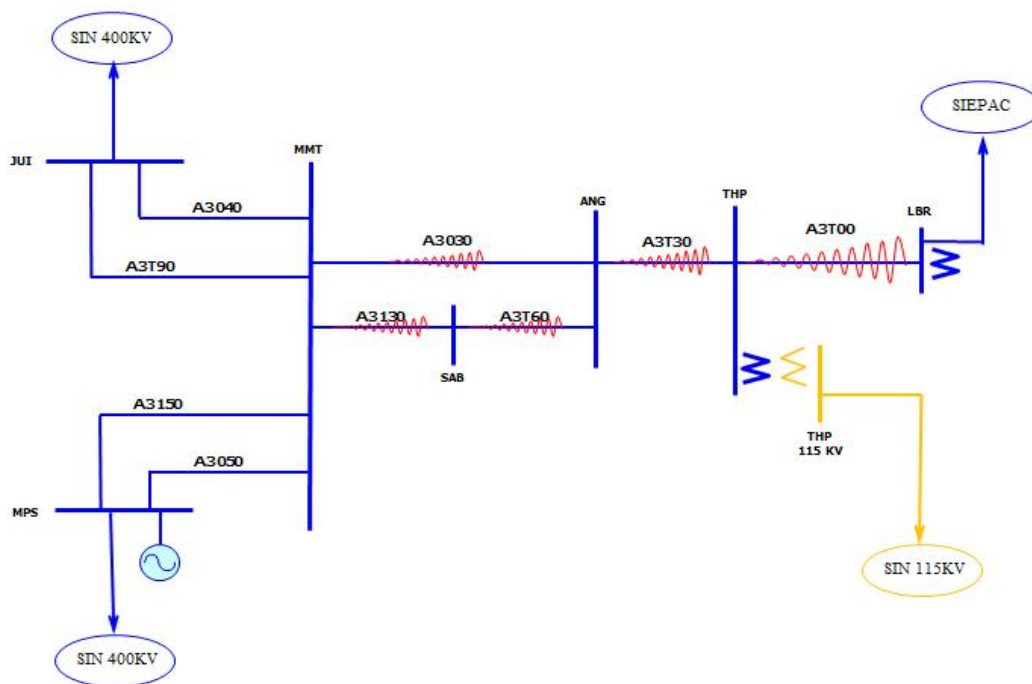 SIN 400KV
SIEPAC
JUI
MMT
A3040
ANG
THP
LBR
A3T90
A3030
A3T30
A3T00
A3130
A3T60
SAB
A3150
THP
115 KV
A3050
MPS
SIN 115KV
SIN 400KV